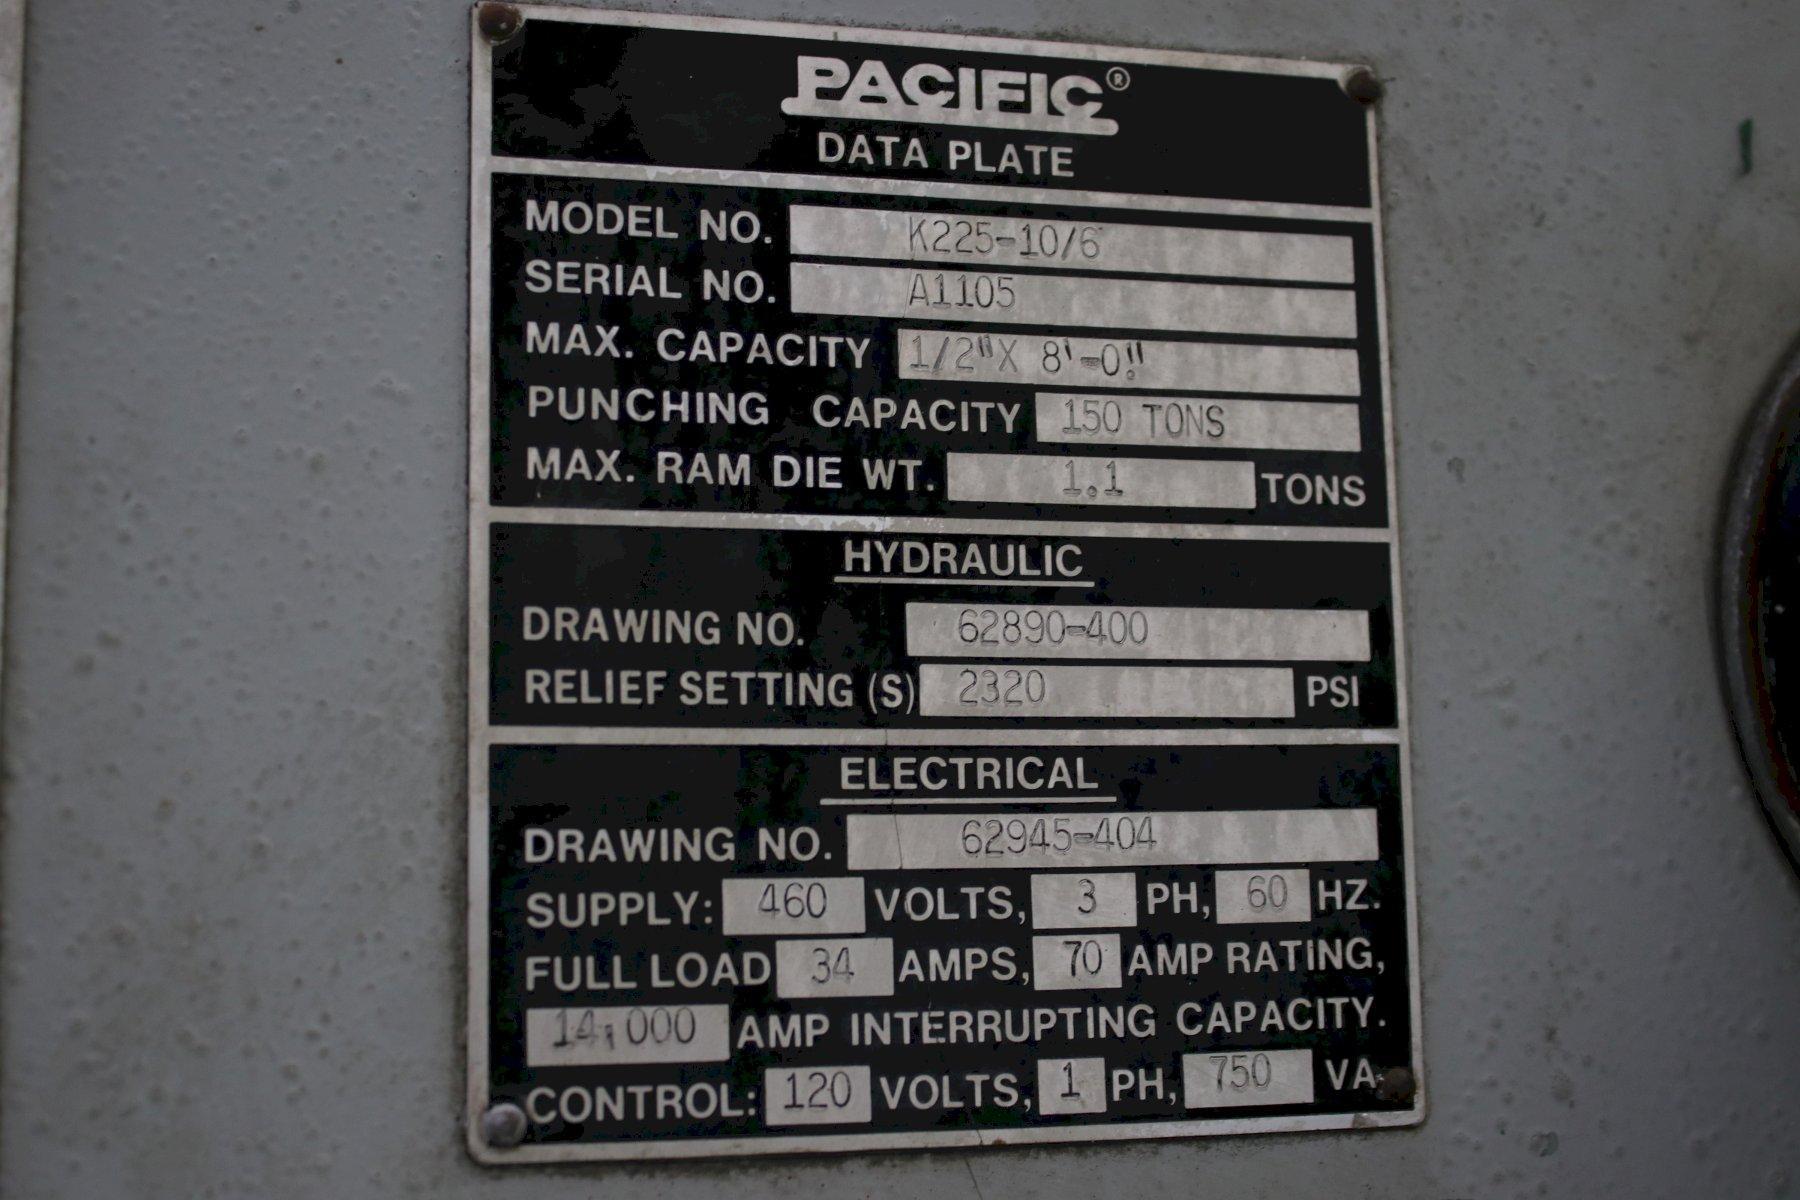 PACIFIC®
DATA PLATE
MODEL NO. K225-10/6
SERIAL NO. A1105
MAX. CAPACITY 1/2"X 8'-0!"
PUNCHING CAPACITY 150 TONS
MAX. RAM DIE WT. 1.1 TONS
HYDRAULIC
DRAWING NO. 62890-400
RELIEF SETTING (S) 2320 PSI
ELECTRICAL
DRAWING NO. 62945-404
SUPPLY: 460 VOLTS, 3 PH, 60 HZ.
FULL LOAD 34 AMPS, 70 AMP RATING,
14,000 AMP INTERRUPTING CAPACITY.
CONTROL: 120 VOLTS, 1 PH, 750 VA